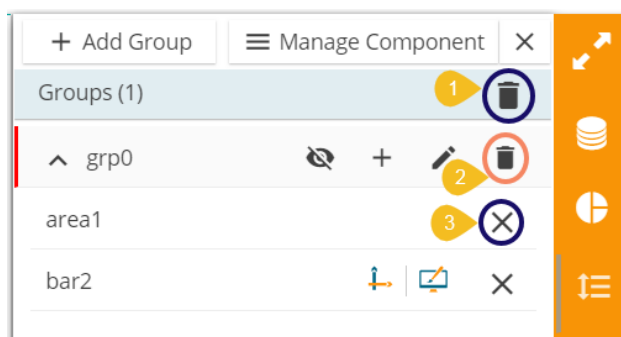 + Add Group
Manage Component
Groups (1)
1
grp0
2
area1
3
bar2